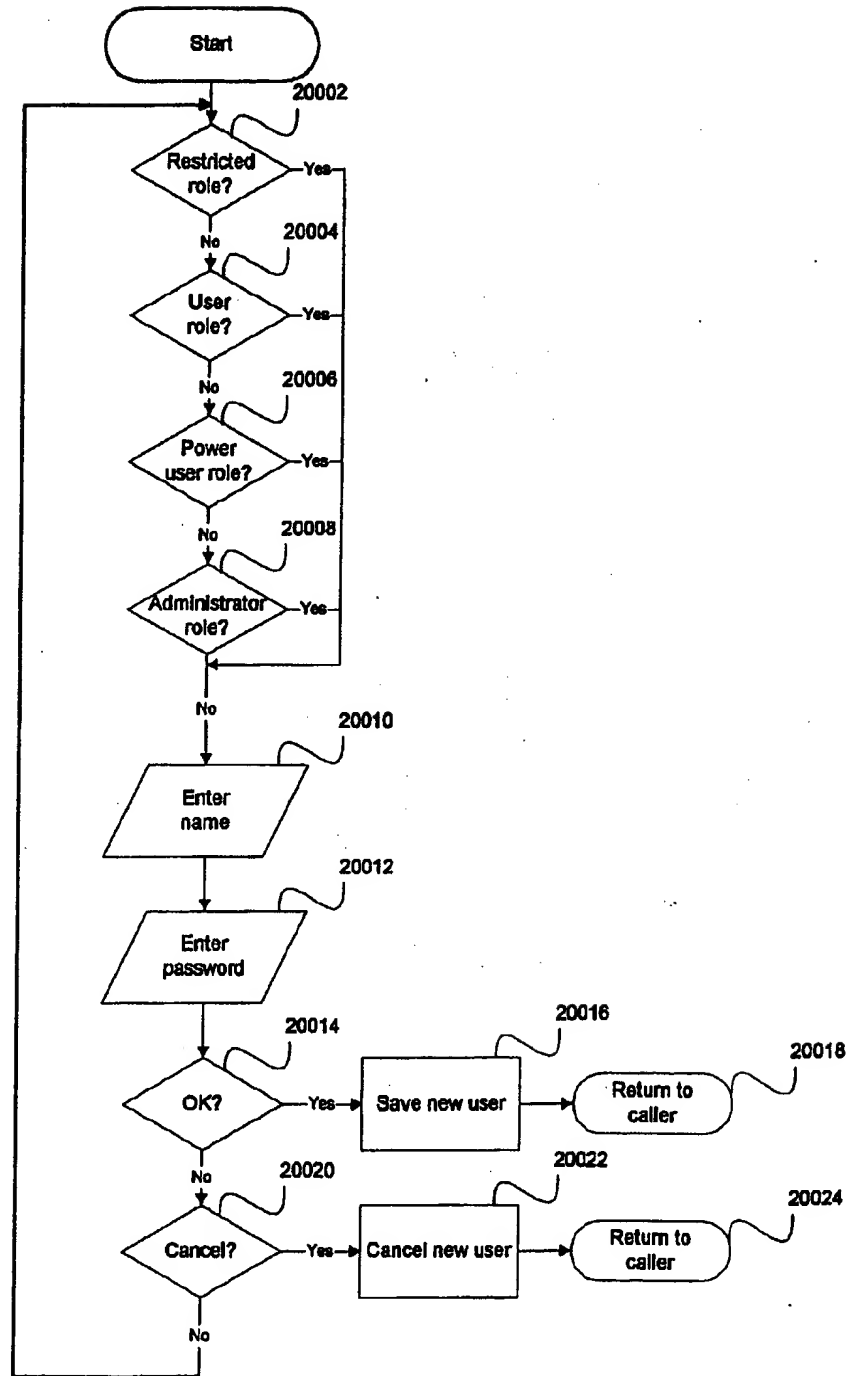 Start
20002
Restricted
role?
Yes
No
20004
User
role?
Yes
No
20006
Power
user role?
Yes
No
20008
Administrator
role?
Yes
No
20010
Enter
name
20012
Enter
password
20014
OK?
Yes
20016
Save new user
20018
Return to
caller
No
20020
Cancel?
Yes
20022
Cancel new user
20024
Return to
caller
No